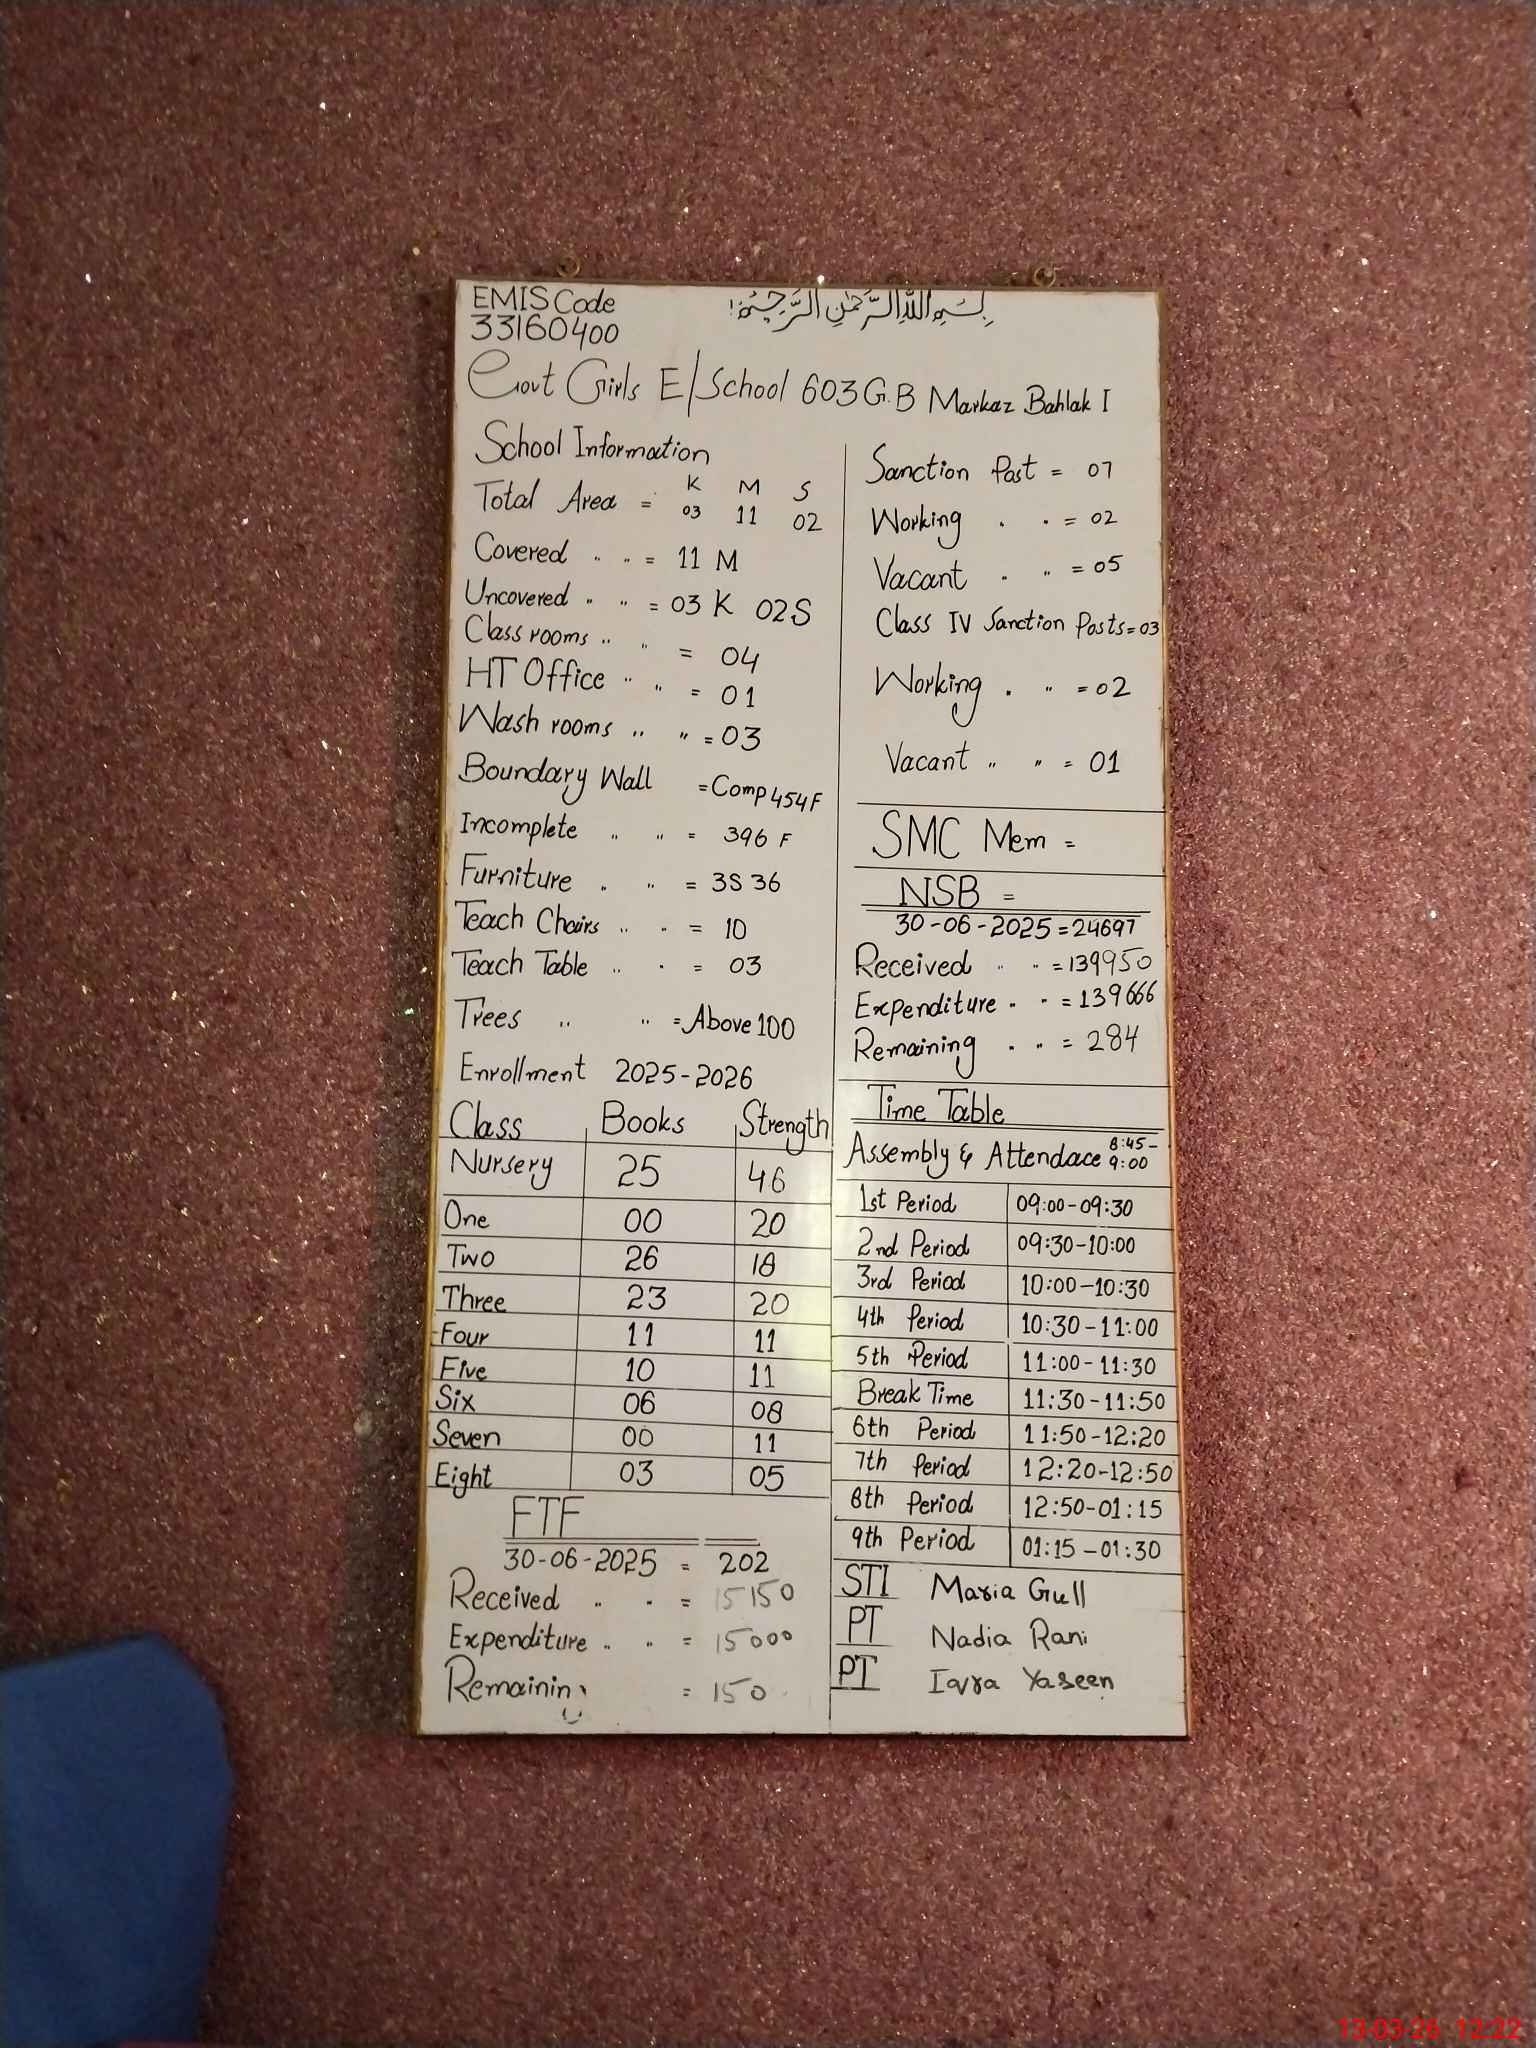 EMIS Code
33160400
بِسْمِ اللَّهِ الرَّحْمٰنِ الرَّحِيْمِ
Govt Girls E/School 603 G.B Markaz Bahlak I
School Information
Total Area = K M S
03 11 02
Covered " " = 11 M
Uncovered " " = 03 K 02S
Class rooms " " = 04
HT Office " " = 01
Wash rooms " " = 03
Boundary Wall = Comp 454F
Incomplete " " = 396 F
Furniture " " = 3S 36
Teach Chairs " " = 10
Teach Table " " = 03
Trees " " = Above 100
Enrollment 2025-2026
Class Books Strength
Nursery 25 46
One 00 20
Two 26 18
Three 23 20
Four 11 11
Five 10 11
Six 06 08
Seven 00 11
Eight 03 05
FTF
30-06-2025 = 202
Received " " = 15150
Expenditure " " = 15000
Remaining = 150
Sanction Post = 07
Working " " = 02
Vacant " " = 05
Class IV Sanction Posts = 03
Working " " = 02
Vacant " " = 01
SMC Mem =
NSB =
30-06-2025 = 24697
Received " " = 139950
Expenditure " " = 139666
Remaining " " = 284
Time Table
Assembly & Attendace 8:45-
9:00
1st Period 09:00-09:30
2nd Period 09:30-10:00
3rd Period 10:00-10:30
4th Period 10:30-11:00
5th Period 11:00-11:30
Break Time 11:30-11:50
6th Period 11:50-12:20
7th Period 12:20-12:50
8th Period 12:50-01:15
9th Period 01:15-01:30
STI Maria Gull
PT Nadia Rani
PT Iqra Yaseen
13-03-26 12:22